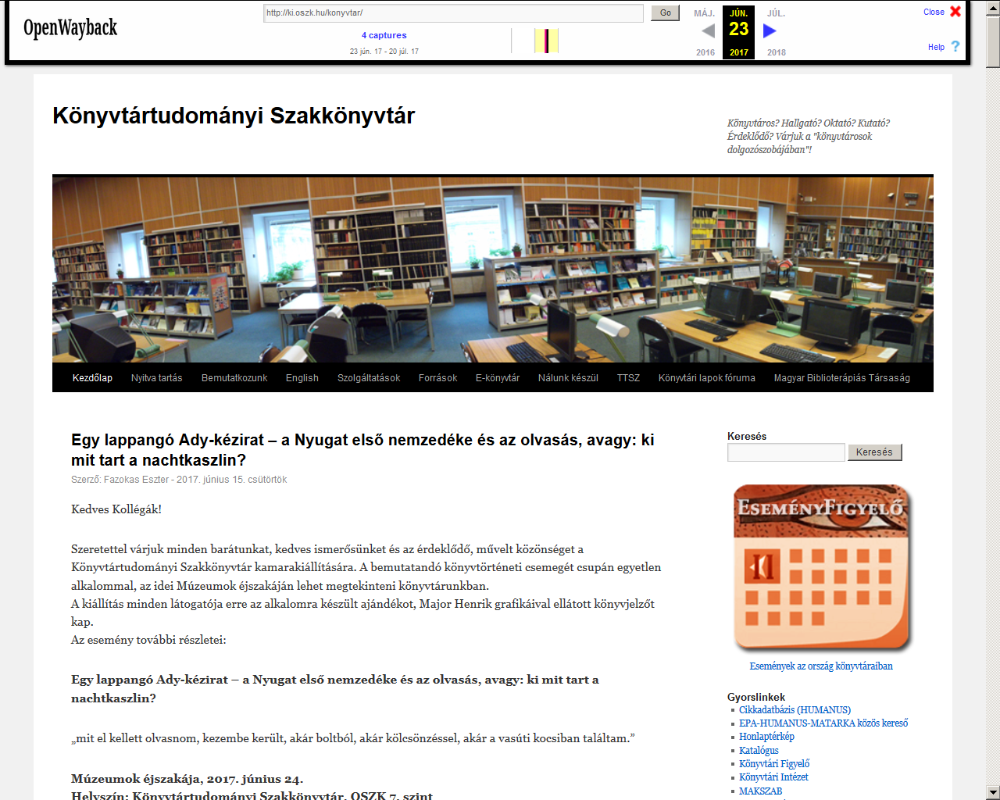 OpenWayback
http://ki.oszk.hu/konyvtar/
Go
4 captures
23 jún. 17 - 20 júl. 17
MÁJ. JÚN. JÚL.
23
2016 2017 2018
Close
Help
Könyvtártudományi Szakkönyvtár
Könyvtáros? Hallgató? Oktató? Kutató?
Érdeklődő? Várjuk a "könyvtárosok
dolgozószobájában"!
Kezdőlap Nyitva tartás Bemutatkozunk English Szolgáltatások Források E-könyvtár Nálunk készül TTSZ Könyvtári lapok fóruma Magyar Biblioterápiás Társaság
Egy lappangó Ady-kézirat – a Nyugat első nemzedéke és az olvasás, avagy: ki
mit tart a nachtkaszlin?
Szerző: Fazokas Eszter - 2017. június 15. csütörtök
Kedves Kollégák!
Szeretettel várjuk minden barátunkat, kedves ismerősünket és az érdeklődő, művelt közönséget a
Könyvtártudományi Szakkönyvtár kamarakiállítására. A bemutatandó könyvtörténeti csemegét csupán egyetlen
alkalommal, az idei Múzeumok éjszakáján lehet megtekinteni könyvtárunkban.
A kiállítás minden látogatója erre az alkalomra készült ajándékot, Major Henrik grafikáival ellátott könyvjelzőt
kap.
Az esemény további részletei:
Egy lappangó Ady-kézirat – a Nyugat első nemzedéke és az olvasás, avagy: ki mit tart a
nachtkaszlin?
„mit el kellett olvasnom, kezembe került, akár boltból, akár kölcsönzéssel, akár a vasúti kocsiban találtam.”
Múzeumok éjszakája, 2017. június 24.
Helyszín: Könyvtártudományi Szakkönyvtár, OSZK 7. szint
Keresés
Keresés
EseményFigyelő
Események az ország könyvtáraiban
Gyorslinkek
Cikkadatbázis (HUMANUS)
EPA-HUMANUS-MATARKA közös kereső
Honlaptérkép
Katalógus
Könyvtári Figyelő
Könyvtári Intézet
MAKSZAB